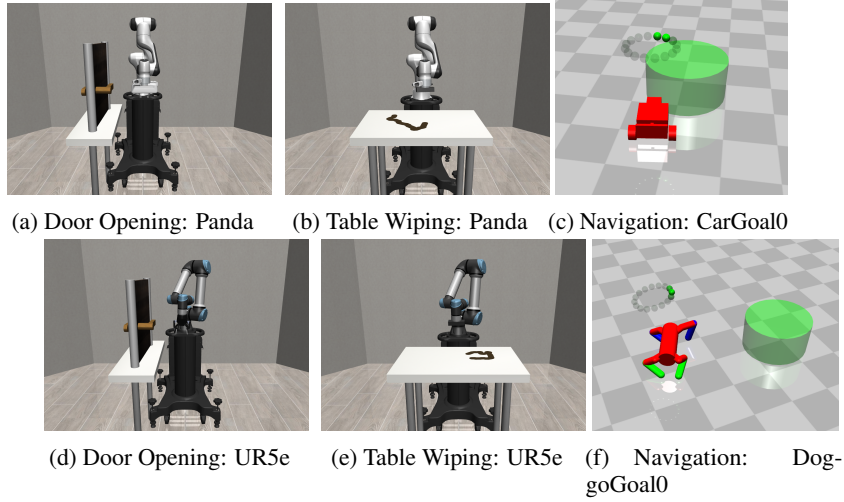 (a) Door Opening: Panda
(b) Table Wiping: Panda
(c) Navigation: CarGoal0
(d) Door Opening: UR5e
(e) Table Wiping: UR5e
(f) Navigation: Dog-
goGoal0